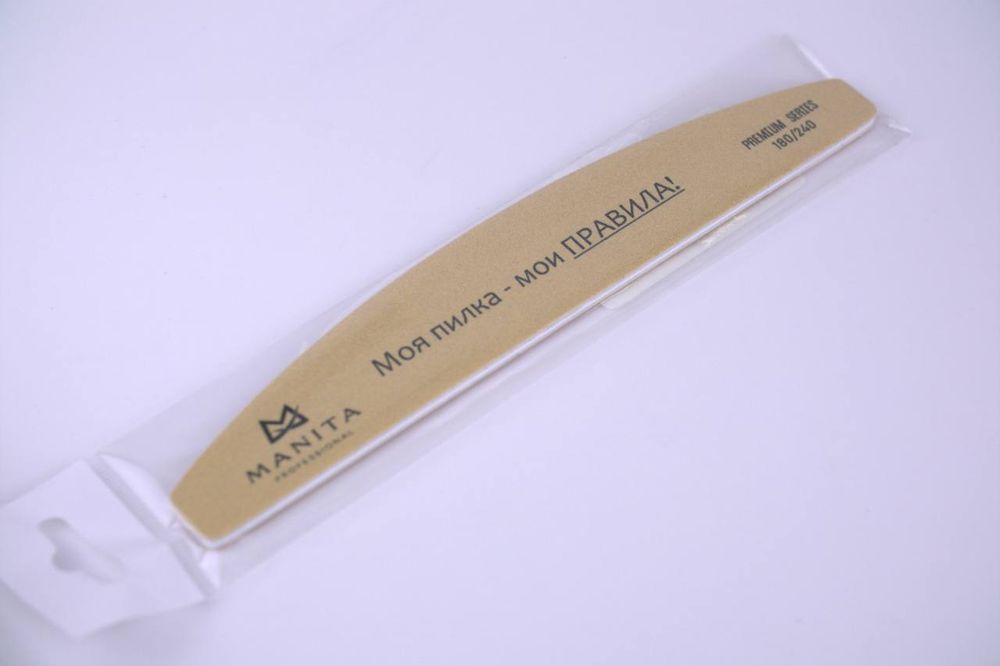 MANITA
PROFESSIONAL
Моя пилка - мои ПРАВИЛА!
PREMIUM SERIES
180/240